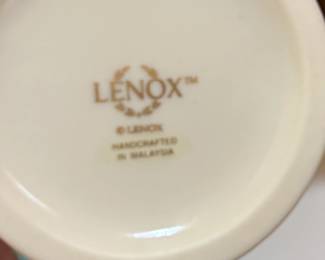 LENOX™
© LENOX
HANDCRAFTED
IN MALAYSIA